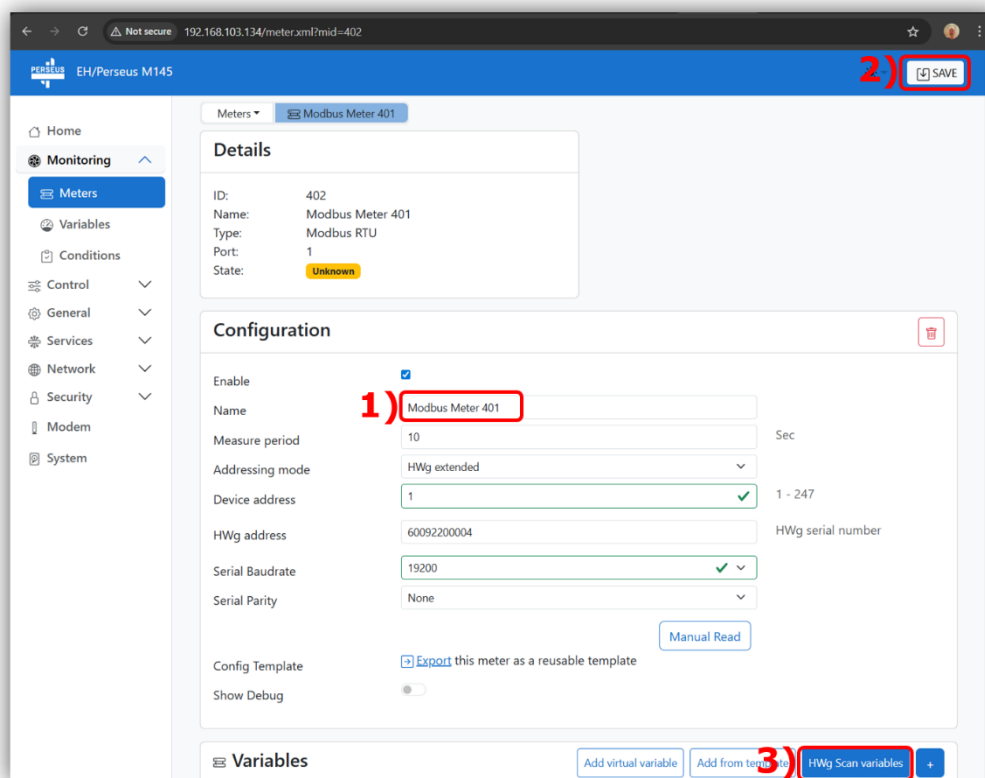 Not secure 192.168.103.134/meter.xml?mid=402
PERSEUS EH/Perseus M145
2) SAVE
Meters Modbus Meter 401
Home
Monitoring
Meters
Variables
Conditions
Control
General
Services
Network
Security
Modem
System
Details
ID: 402
Name: Modbus Meter 401
Type: Modbus RTU
Port: 1
State: Unknown
Configuration
Enable
Name 1) Modbus Meter 401
Measure period 10 Sec
Addressing mode HWg extended
Device address 1 1 - 247
HWg address 60092200004 HWg serial number
Serial Baudrate 19200
Serial Parity None
Manual Read
Config Template Export this meter as a reusable template
Show Debug
Variables Add virtual variable Add from template 3) HWg Scan variables +